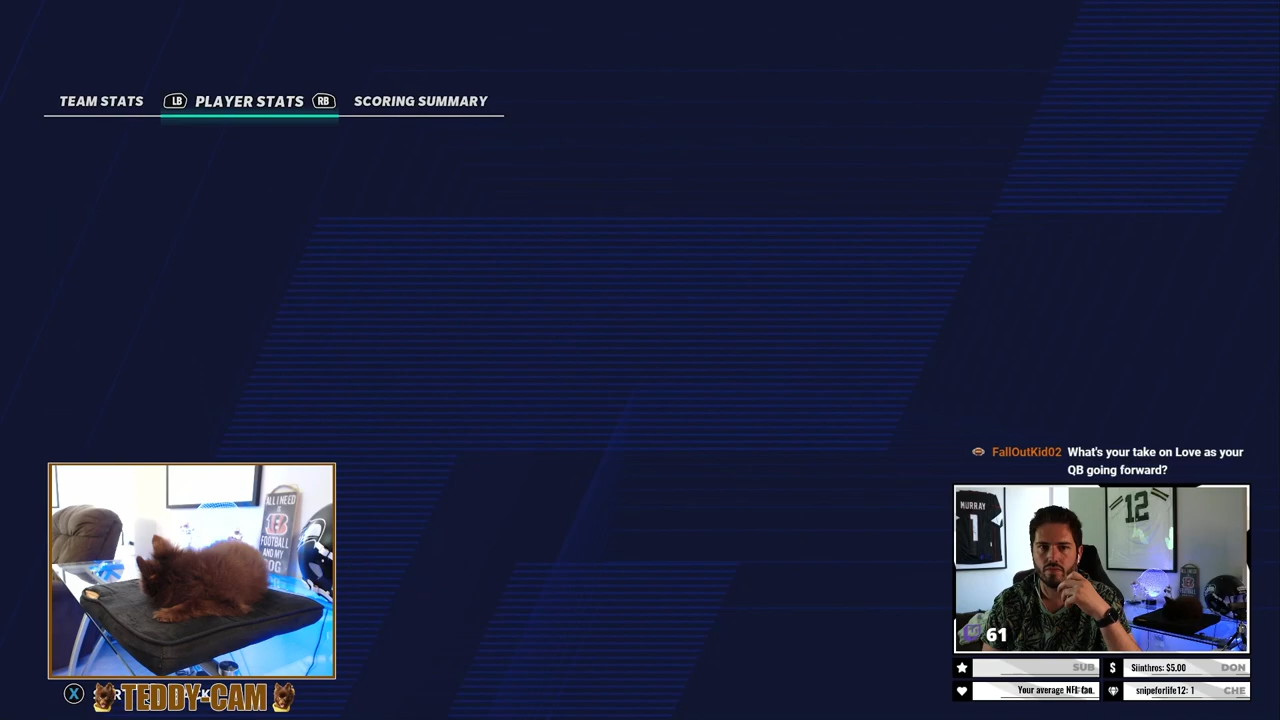 TEAM STATS
LB PLAYER STATS RB
SCORING SUMMARY
FallOutKid02 What's your take on Love as your
QB going forward?
ALL I NEED
IS
FOOTBALL
AND MY
DOG
MURRAY
1
12
61
SUB
Siinthros: $5.00 DON
Your average NFL fan.
snipeforlife12: 1 CHE
X
TEDDY-CAM